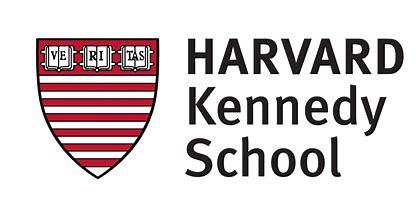 VE RI TAS
HARVARD
Kennedy
School